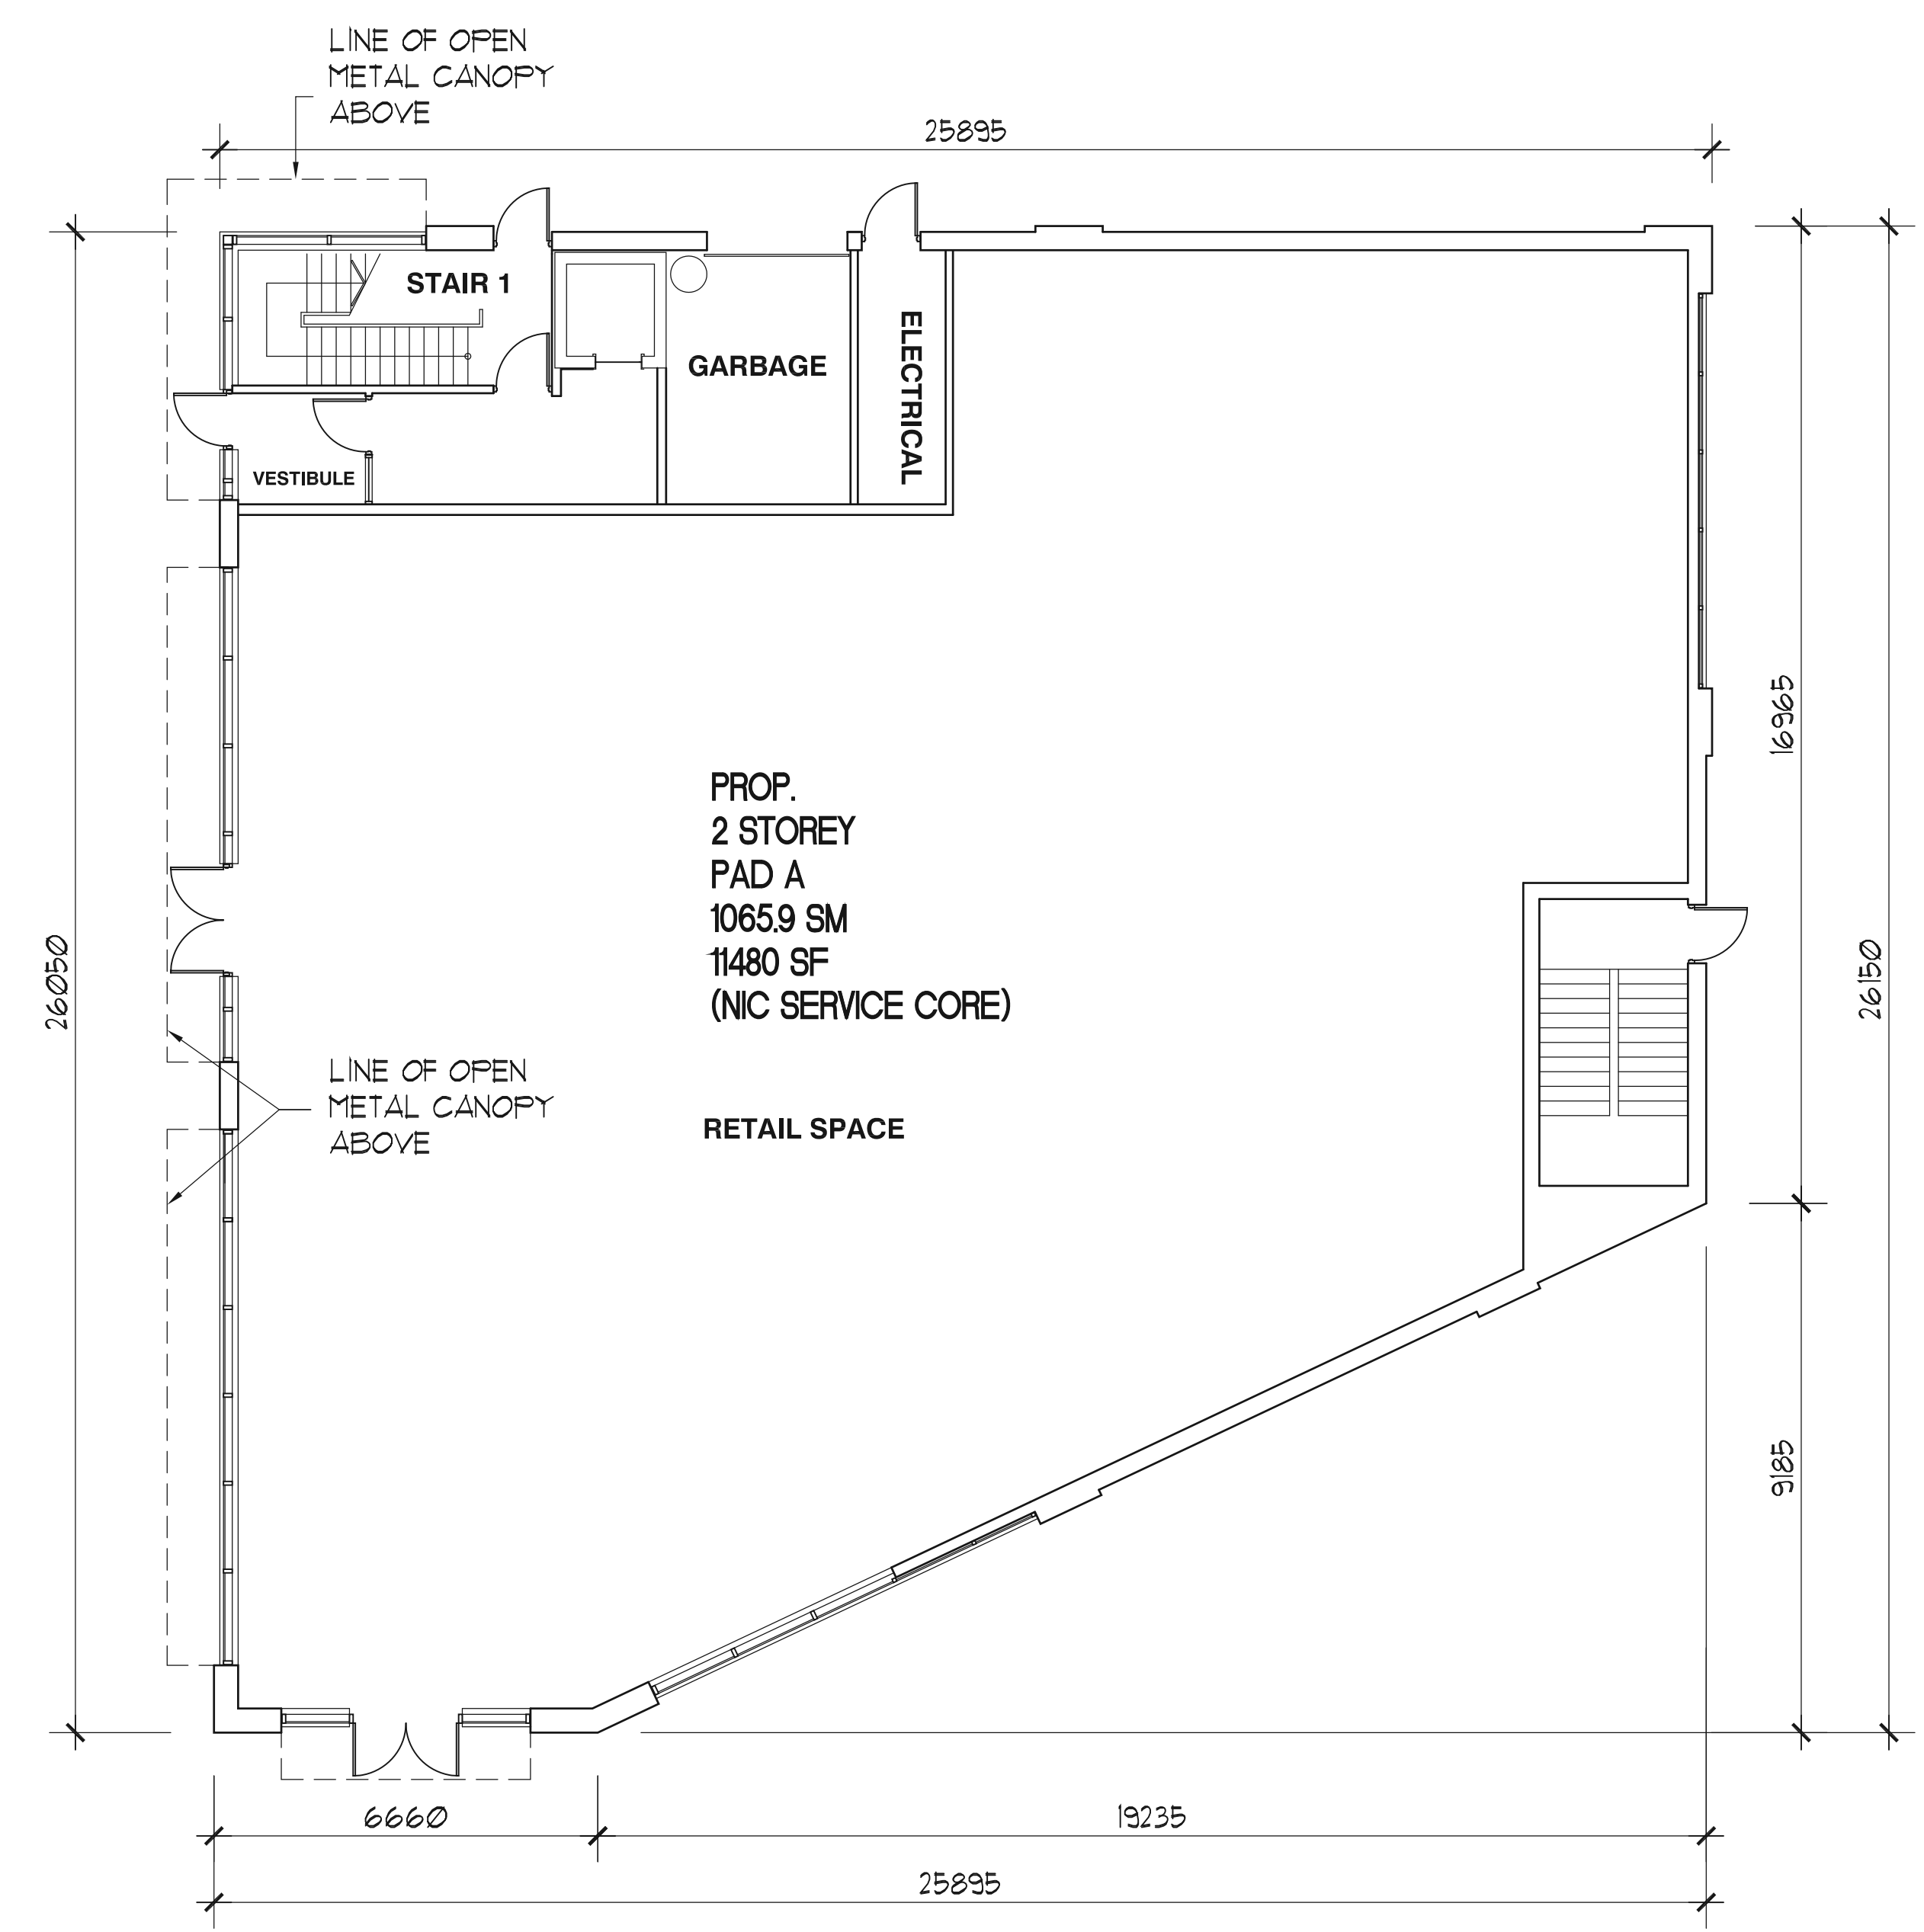 LINE OF OPEN
METAL CANOPY
ABOVE
25895
STAIR 1
GARBAGE
ELECTRICAL
VESTIBULE
16965
26150
26050
PROP.
2 STOREY
PAD A
1065.9 SM
11480 SF
(NIC SERVICE CORE)
LINE OF OPEN
METAL CANOPY
ABOVE
RETAIL SPACE
9185
6660
19235
25895